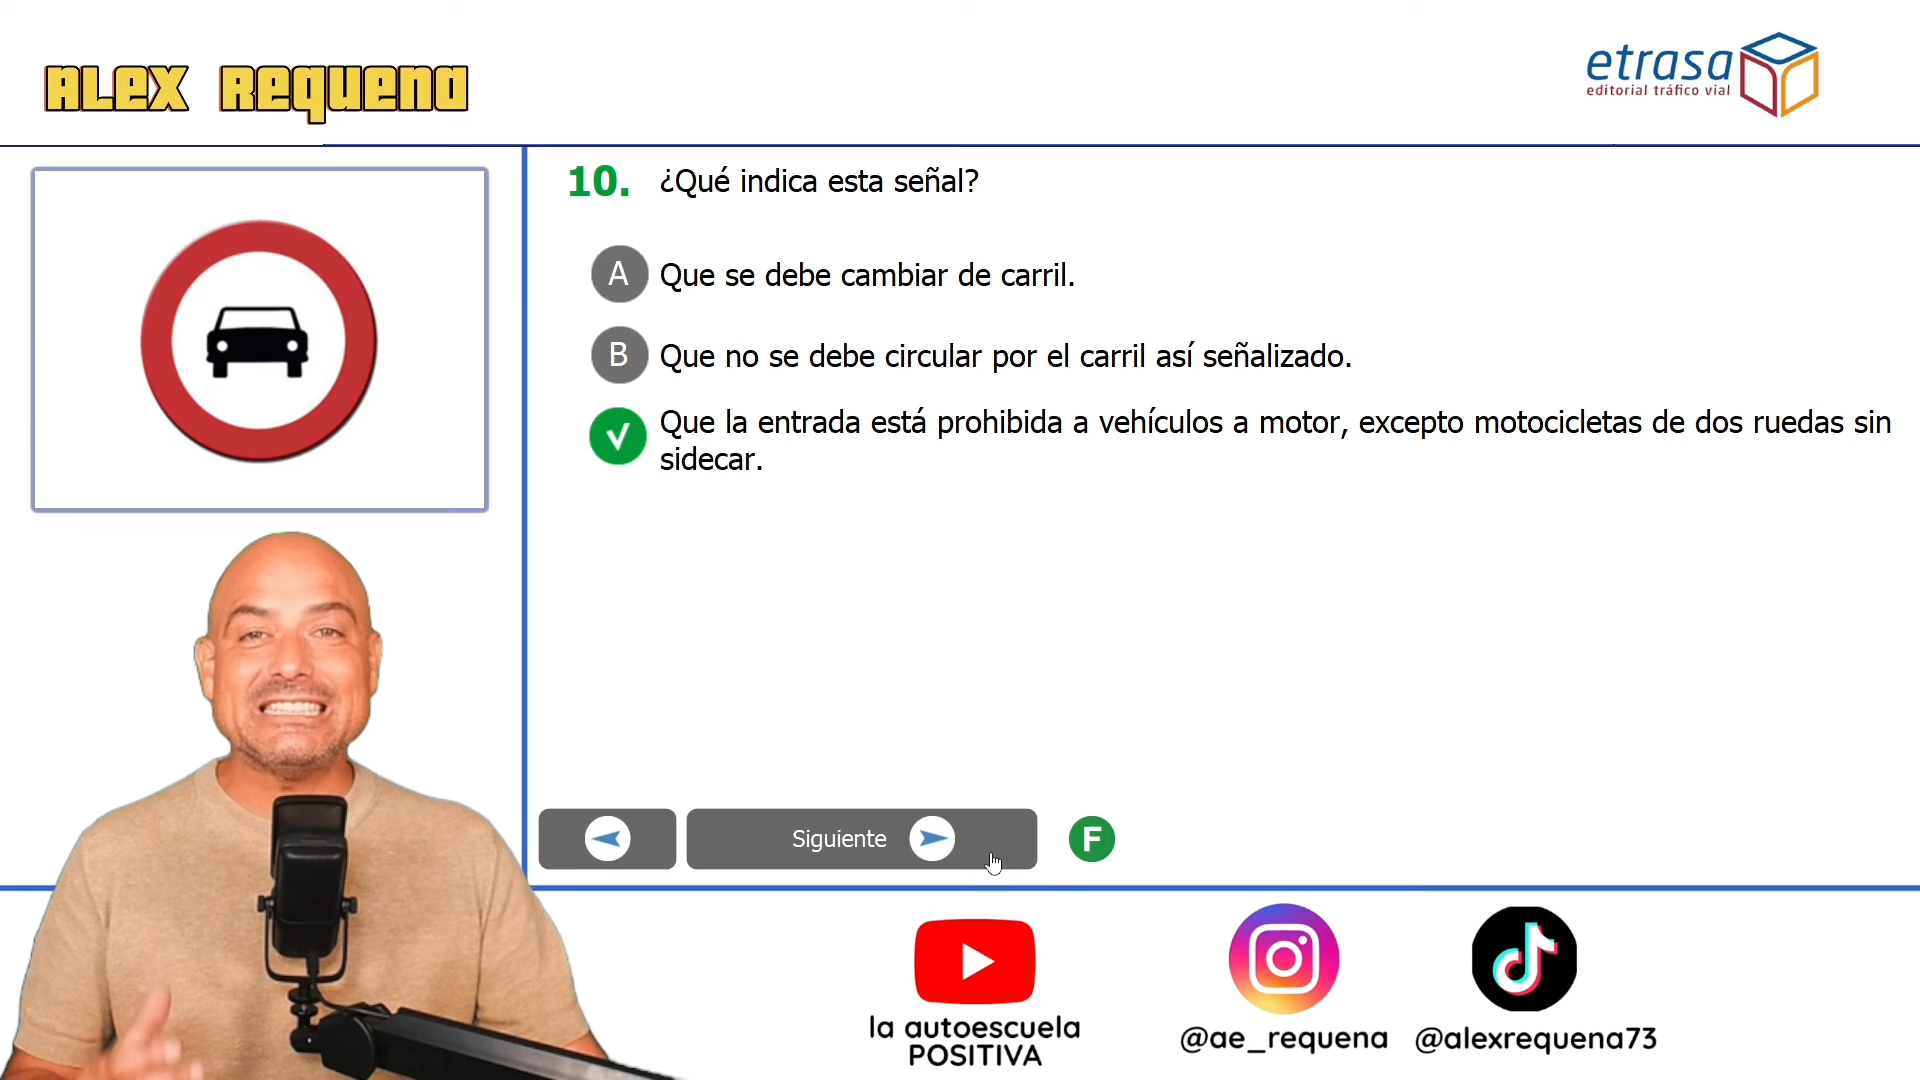 ALEX REQUENA
etrasa
editorial tráfico vial
10. ¿Qué indica esta señal?
A Que se debe cambiar de carril.
B Que no se debe circular por el carril así señalizado.
Que la entrada está prohibida a vehículos a motor, excepto motocicletas de dos ruedas sin
sidecar.
Siguiente
F
la autoescuela
POSITIVA
@ae_requena
@alexrequena73